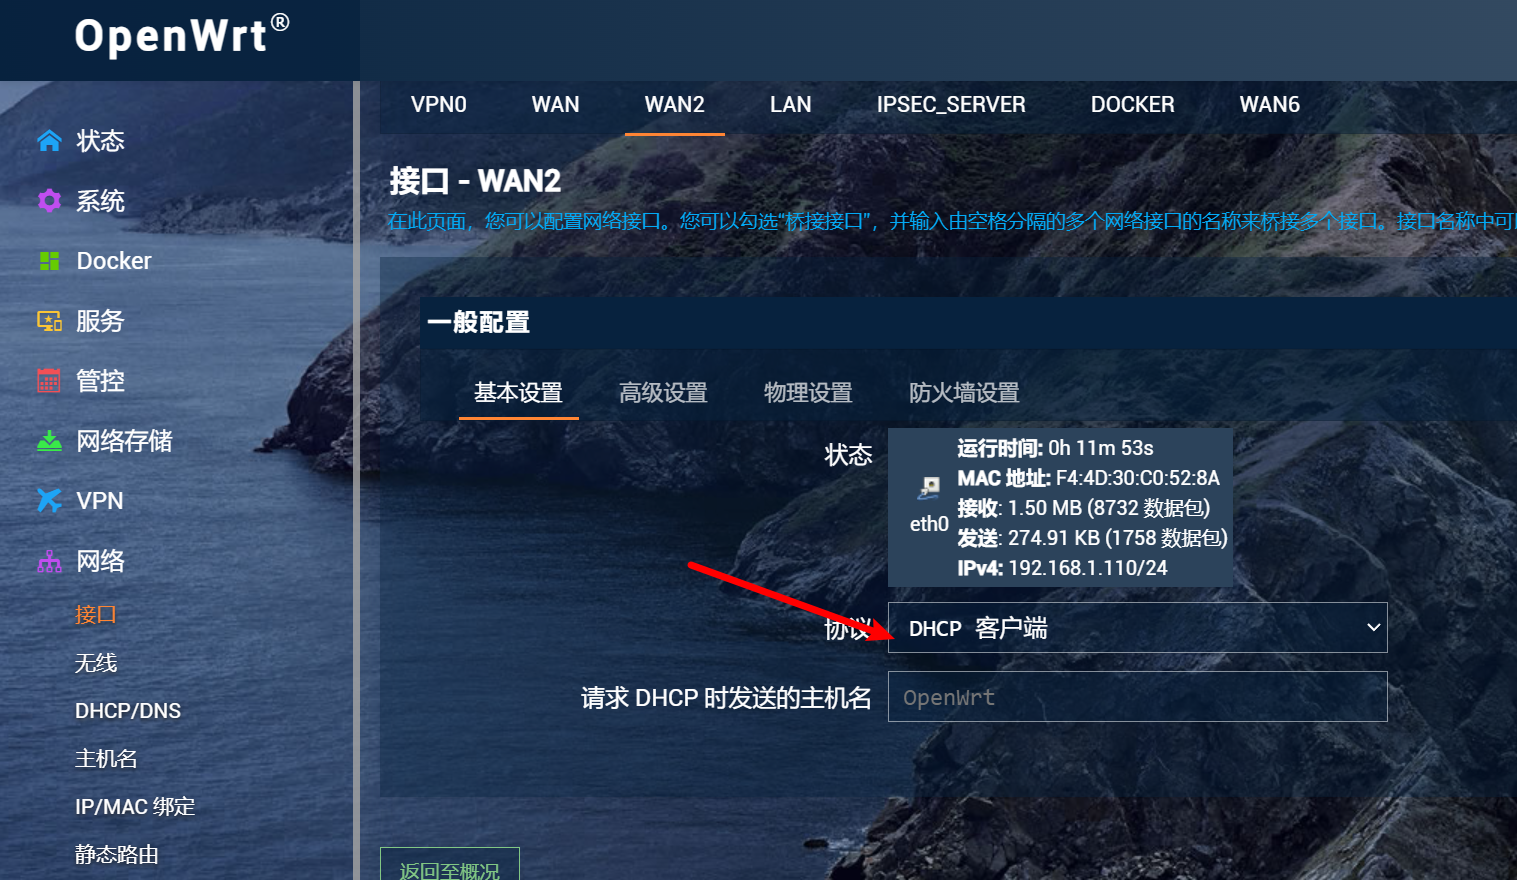 OpenWrt®
VPN0 WAN WAN2 LAN IPSEC_SERVER DOCKER WAN6
状态
系统
Docker
服务
管控
网络存储
VPN
网络
接口
无线
DHCP/DNS
主机名
IP/MAC 绑定
静态路由
接口 - WAN2
在此页面，您可以配置网络接口。您可以勾选“桥接接口”，并输入由空格分隔的多个网络接口的名称来桥接多个接口。接口名称中可
一般配置
基本设置 高级设置 物理设置 防火墙设置
状态
eth0
运行时间: 0h 11m 53s
MAC 地址: F4:4D:30:C0:52:8A
接收: 1.50 MB (8732 数据包)
发送: 274.91 KB (1758 数据包)
IPv4: 192.168.1.110/24
协议 DHCP 客户端
请求 DHCP 时发送的主机名 OpenWrt
返回至概况